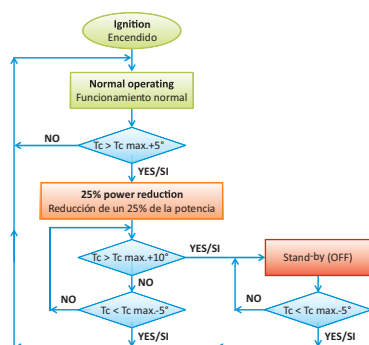 Ignition
Encendido
Normal operating
Funcionamiento normal
NO
Tc > Tc max.+5°
YES/SI
25% power reduction
Reducción de un 25% de la potencia
Tc > Tc max.+10°
YES/SI
Stand-by (OFF)
NO
NO
Tc < Tc max.-5°
NO
Tc < Tc max.-5°
YES/SI
YES/SI